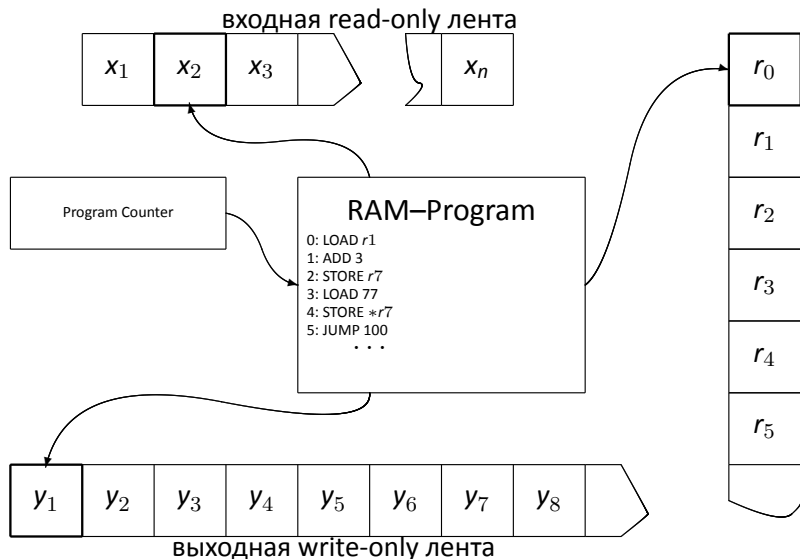 входная read-only лента
x₁ x₂ x₃ xₙ
r₀
r₁
r₂
r₃
r₄
r₅
Program Counter
RAM–Program
0: LOAD r1
1: ADD 3
2: STORE r7
3: LOAD 77
4: STORE ∗r7
5: JUMP 100
. . .
y₁ y₂ y₃ y₄ y₅ y₆ y₇ y₈
выходная write-only лента